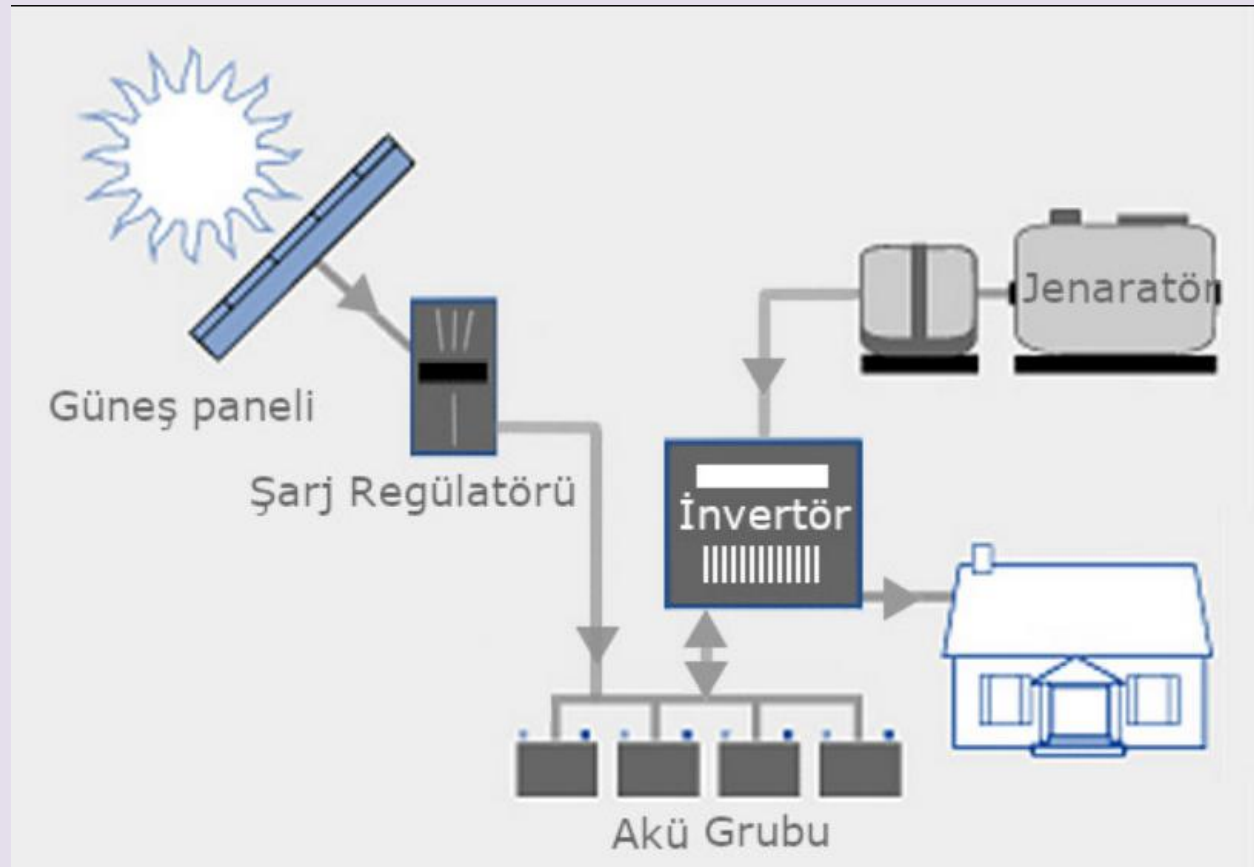 Jenaratör
Güneş paneli
Şarj Regülatörü
İnvertör
Akü Grubu